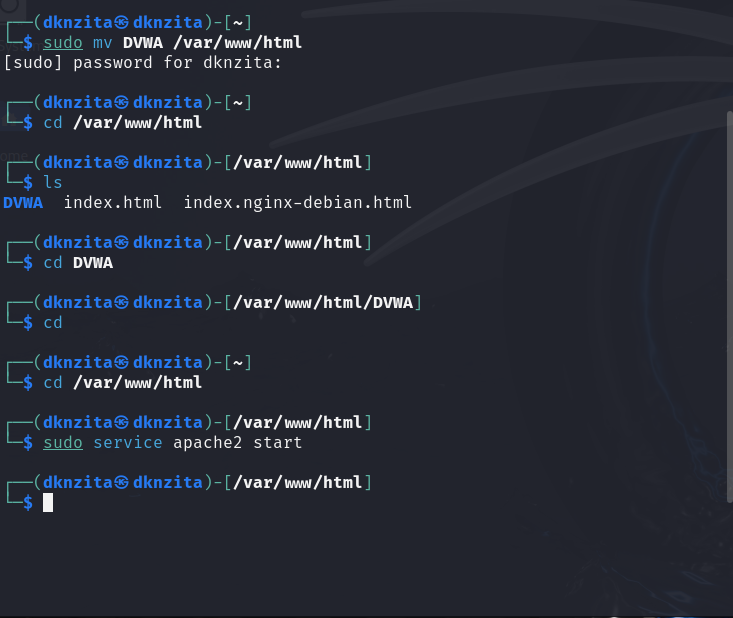 ┌──(dknzita㉿dknzita)-[~]
└─$ sudo mv DVWA /var/www/html
[sudo] password for dknzita:
┌──(dknzita㉿dknzita)-[~]
└─$ cd /var/www/html
┌──(dknzita㉿dknzita)-[/var/www/html]
└─$ ls
DVWA  index.html  index.nginx-debian.html
┌──(dknzita㉿dknzita)-[/var/www/html]
└─$ cd DVWA
┌──(dknzita㉿dknzita)-[/var/www/html/DVWA]
└─$ cd
┌──(dknzita㉿dknzita)-[~]
└─$ cd /var/www/html
┌──(dknzita㉿dknzita)-[/var/www/html]
└─$ sudo service apache2 start
┌──(dknzita㉿dknzita)-[/var/www/html]
└─$